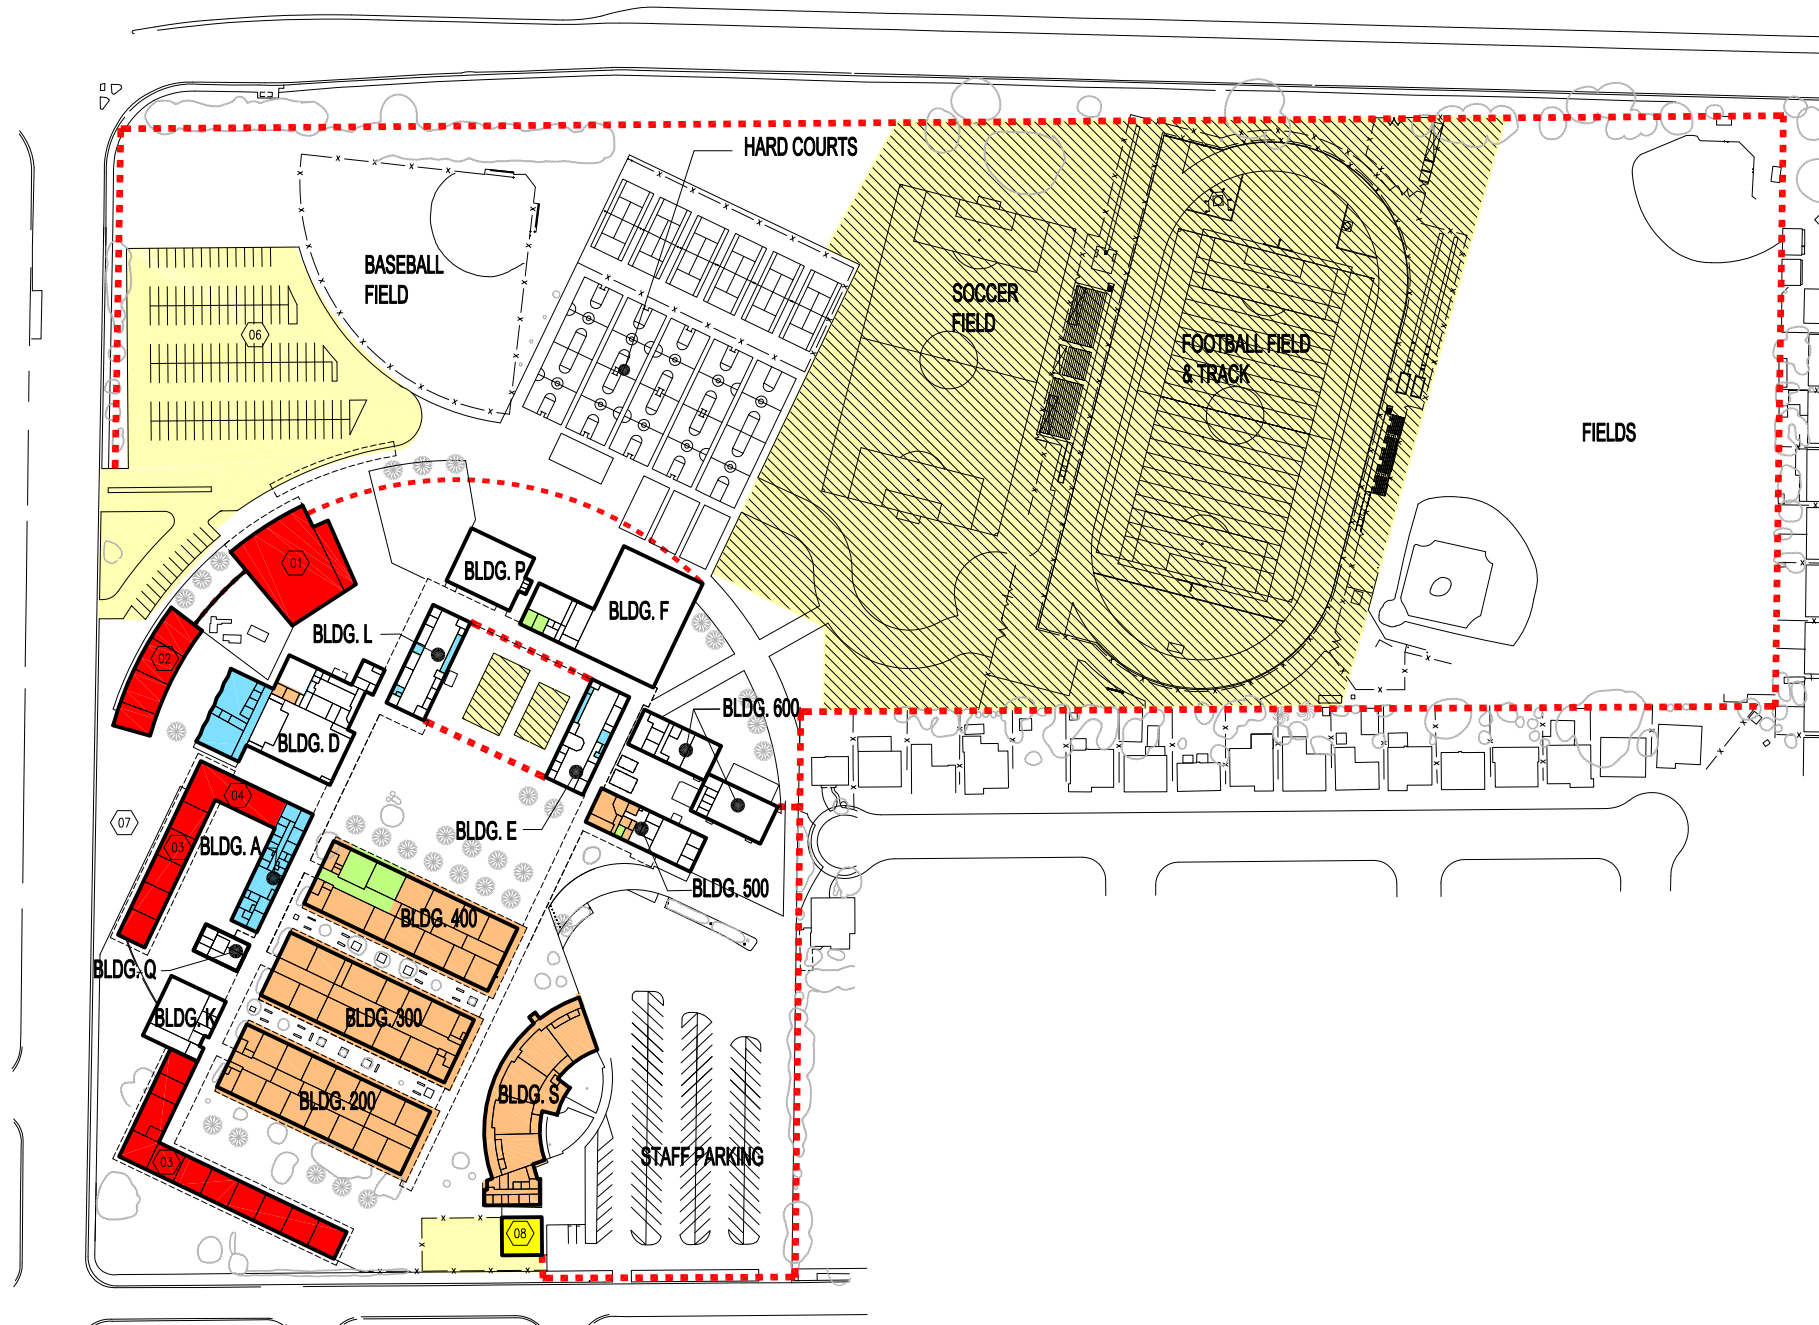 HARD COURTS
BASEBALL
FIELD
SOCCER
FIELD
06
FOOTBALL FIELD
& TRACK
FIELDS
01
BLDG. P
BLDG. F
BLDG. L
02
BLDG. 600
BLDG. D
04
07
03
BLDG. A
BLDG. E
BLDG. 500
BLDG. 400
BLDG. Q
BLDG. K
BLDG. 300
BLDG. S
BLDG. 200
STAFF PARKING
03
08